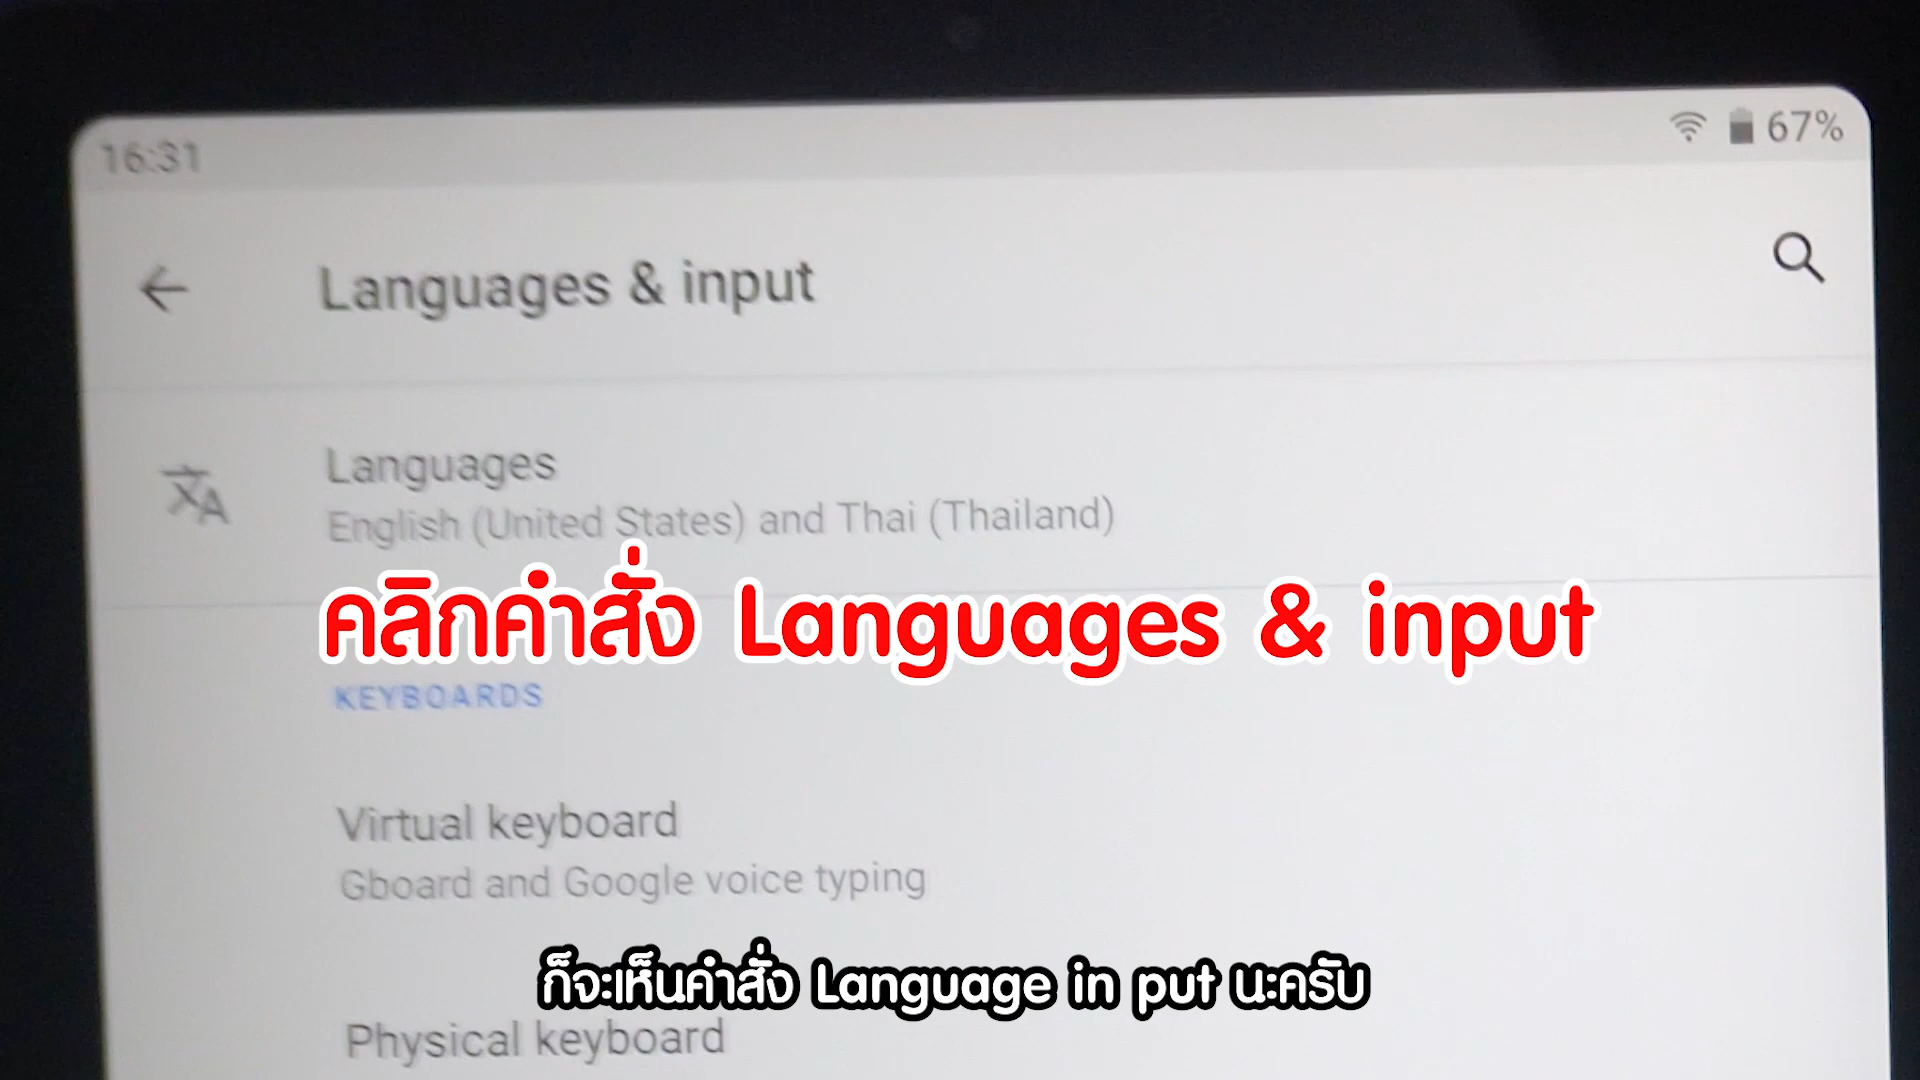 16:31
67%
Languages & input
Languages
English (United States) and Thai (Thailand)
คลิกคำสั่ง Languages & input
KEYBOARDS
Virtual keyboard
Gboard and Google voice typing
ก็จะเห็นคำสั่ง Language in put นะครับ
Physical keyboard